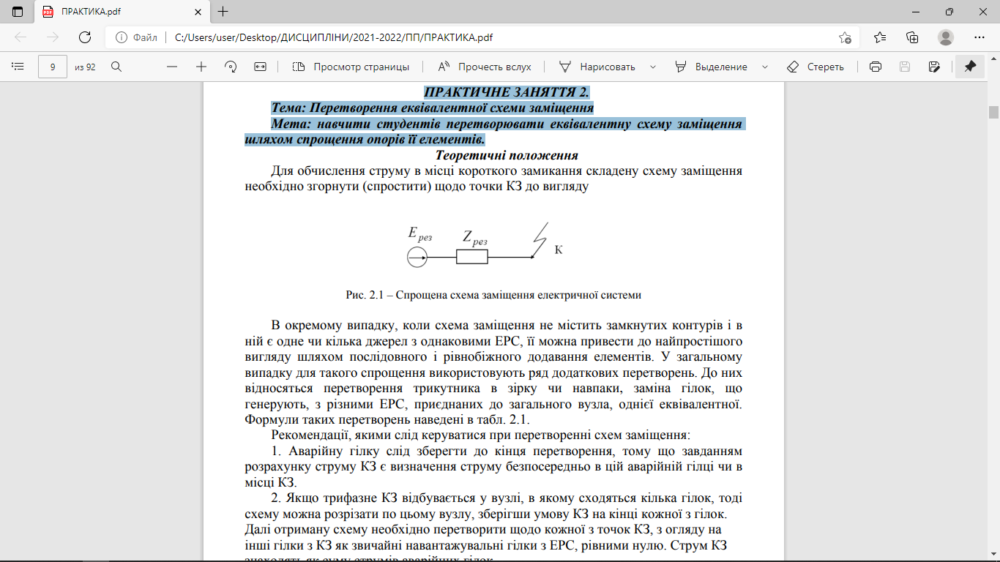 ПРАКТИКА.pdf
Файл
C:/Users/user/Desktop/ДИСЦИПЛІНИ/2021-2022/ПП/ПРАКТИКА.pdf
9 из 92 Просмотр страницы Прочесть вслух Нарисовать Выделение Стереть
ПРАКТИЧНЕ ЗАНЯТТЯ 2.
Тема: Перетворення еквівалентної схеми заміщення
Мета: навчити студентів перетворювати еквівалентну схему заміщення
шляхом спрощення опорів її елементів.
Теоретичні положення
Для обчислення струму в місці короткого замикання складену схему заміщення
необхідно згорнути (спростити) щодо точки КЗ до вигляду
E рез Z рез К
Рис. 2.1 – Спрощена схема заміщення електричної системи
В окремому випадку, коли схема заміщення не містить замкнутих контурів і в
ній є одне чи кілька джерел з однаковими ЕРС, її можна привести до найпростішого
вигляду шляхом послідовного і рівнобіжного додавання елементів. У загальному
випадку для такого спрощення використовують ряд додаткових перетворень. До них
відносяться перетворення трикутника в зірку чи навпаки, заміна гілок, що
генерують, з різними ЕРС, приєднаних до загального вузла, однієї еквівалентної.
Формули таких перетворень наведені в табл. 2.1.
Рекомендації, якими слід керуватися при перетворенні схем заміщення:
1. Аварійну гілку слід зберегти до кінця перетворення, тому що завданням
розрахунку струму КЗ є визначення струму безпосередньо в цій аварійній гілці чи в
місці КЗ.
2. Якщо трифазне КЗ відбувається у вузлі, в якому сходяться кілька гілок, тоді
схему можна розрізати по цьому вузлу, зберігши умову КЗ на кінці кожної з гілок.
Далі отриману схему необхідно перетворити щодо кожної з точок КЗ, з огляду на
інші гілки з КЗ як звичайні навантажувальні гілки з ЕРС, рівними нулю. Струм КЗ
знаходять як суму струмів аварійних гілок.